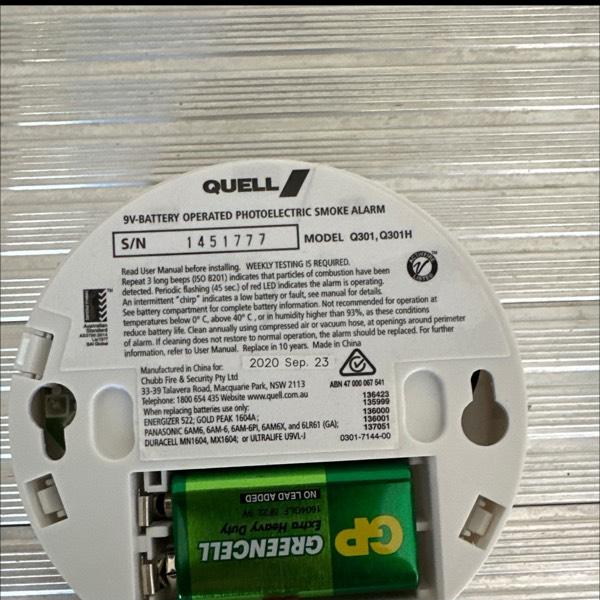 QUELL
9V-BATTERY OPERATED PHOTOELECTRIC SMOKE ALARM
S/N 1451777 MODEL Q301, Q301H
Read User Manual before installing. WEEKLY TESTING IS REQUIRED.
Repeat 3 long beeps (ISO 8201) indicates that particles of combustion have been
detected. Periodic flashing (45 sec.) of red LED indicates the alarm is operating.
An intermittent "chirp" indicates a low battery or fault, see manual for details.
See battery compartment for complete battery information. Not recommended for operation at
temperatures below 0° C, above 40° C, or in humidity higher than 93%, as these conditions
reduce battery life. Clean annually using compressed air or vacuum hose, at openings around perimeter
of alarm. If cleaning does not restore to normal operation, the alarm should be replaced. For further
information, refer to User Manual. Replace in 10 years. Made in China
Australian
Standard
AS3786:2014
SAI Global
Manufactured in China for:
2020 Sep. 23
Chubb Fire & Security Pty Ltd
33-39 Talavera Road, Macquarie Park, NSW 2113
Telephone: 1800 654 435 Website www.quell.com.au
When replacing batteries use only:
ENERGIZER 522; GOLD PEAK 1604A;
PANASONIC 6AM6, 6AM-6, 6AM-6PI, 6AM6X, and 6LR61 (GA);
DURACELL MN1604, MX1604; or ULTRALIFE U9VL-J
ABN 47 000 067 541
136423
135999
136000
136001
137051
0301-7144-00
GP
GREENCELL
Extra Heavy Duty
NO LEAD ADDED